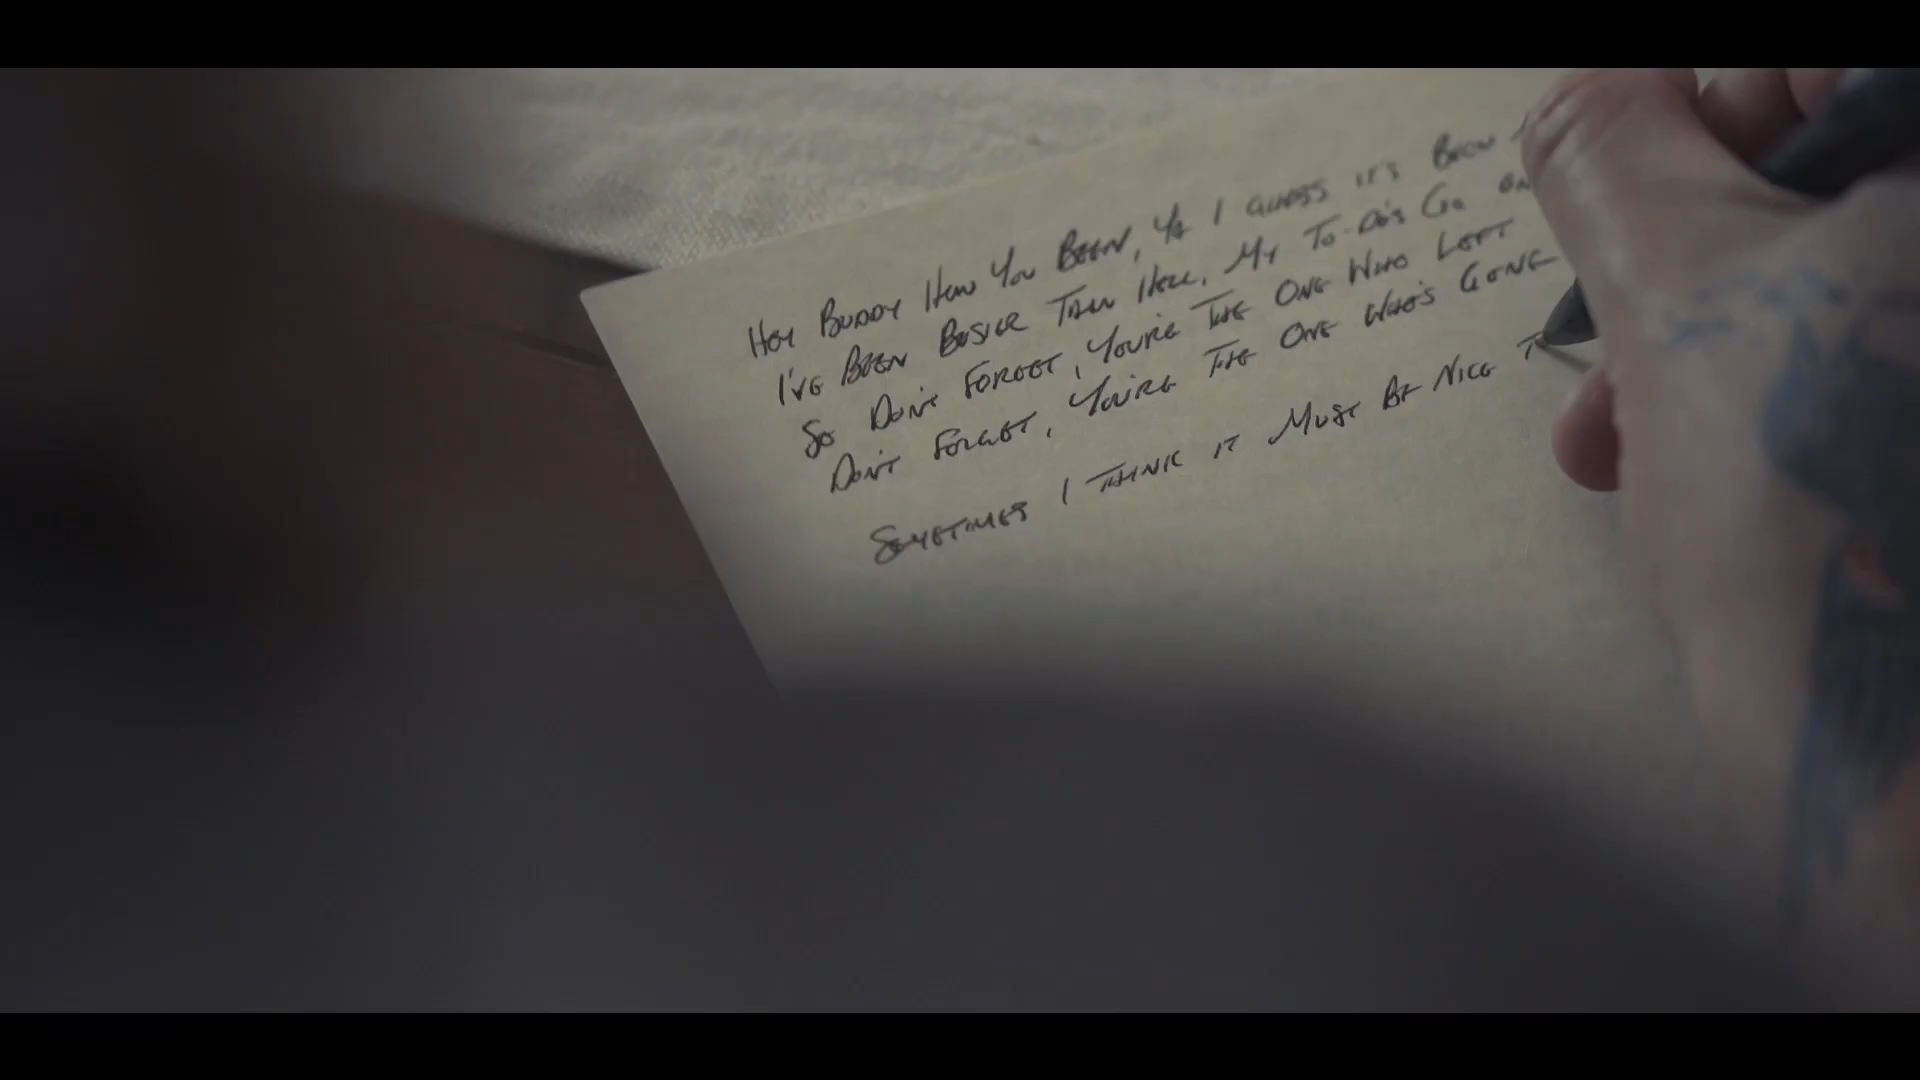 HEY BUDDY HOW YOU BEEN, YA I GUESS IT'S BEEN
I'VE BEEN BUSIER THAN HELL, MY TO-DO'S GO ON
SO DON'T FORGET, YOU'RE THE ONE WHO LEFT
DON'T FORGET, YOU'RE THE ONE WHO'S GONE
SOMETIMES I THINK IT MUST BE NICE T